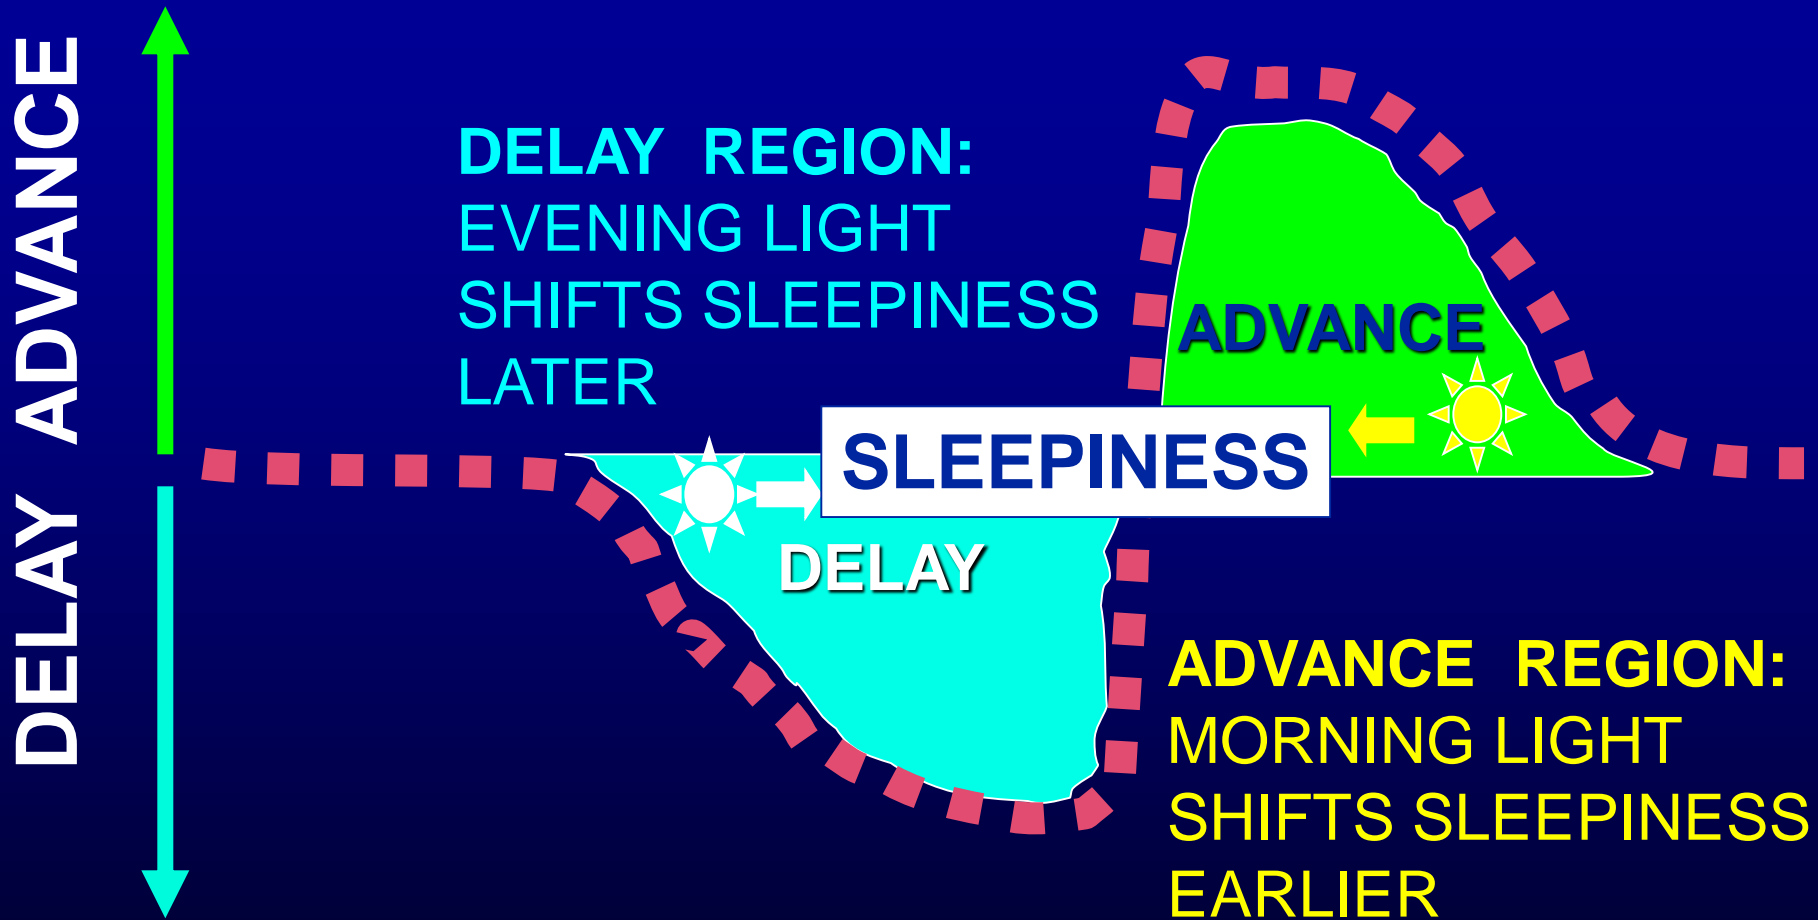 DELAY ADVANCE
DELAY REGION:
EVENING LIGHT
SHIFTS SLEEPINESS
LATER
ADVANCE
SLEEPINESS
DELAY
ADVANCE REGION:
MORNING LIGHT
SHIFTS SLEEPINESS
EARLIER